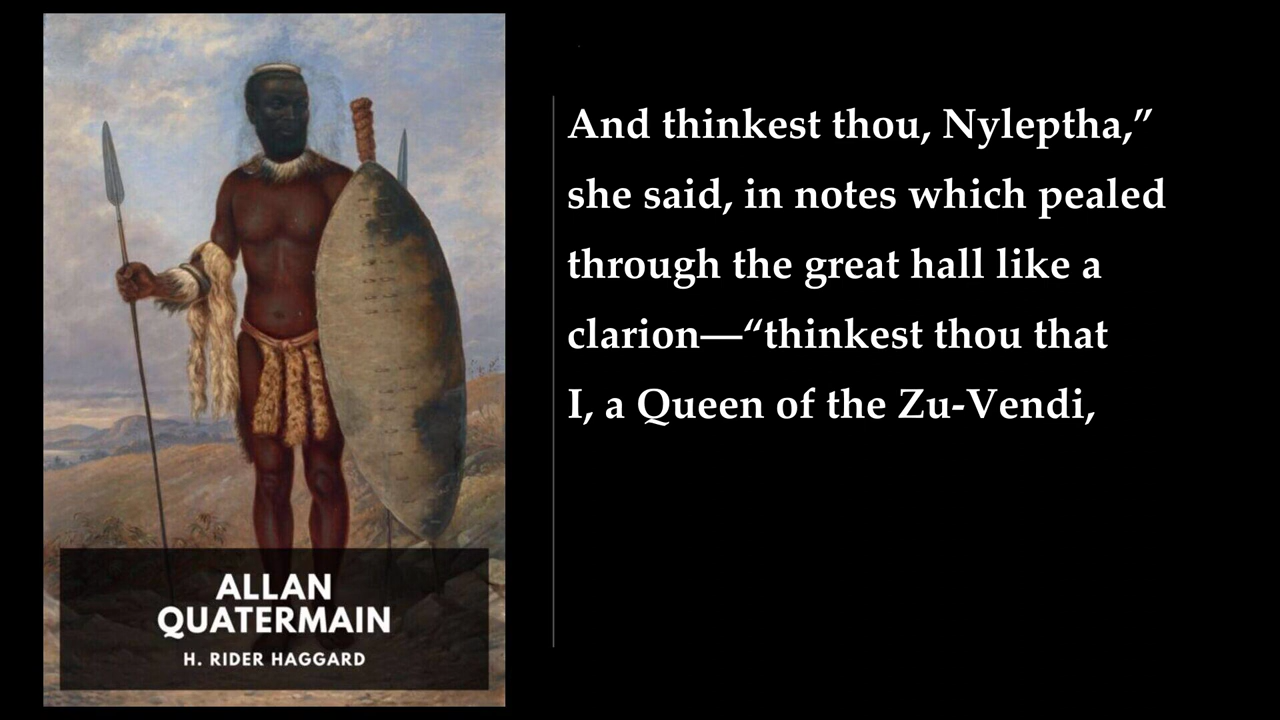 And thinkest thou, Nyleptha,”
she said, in notes which pealed
through the great hall like a
clarion—“thinkest thou that
I, a Queen of the Zu-Vendi,
ALLAN
QUATERMAIN
H. RIDER HAGGARD